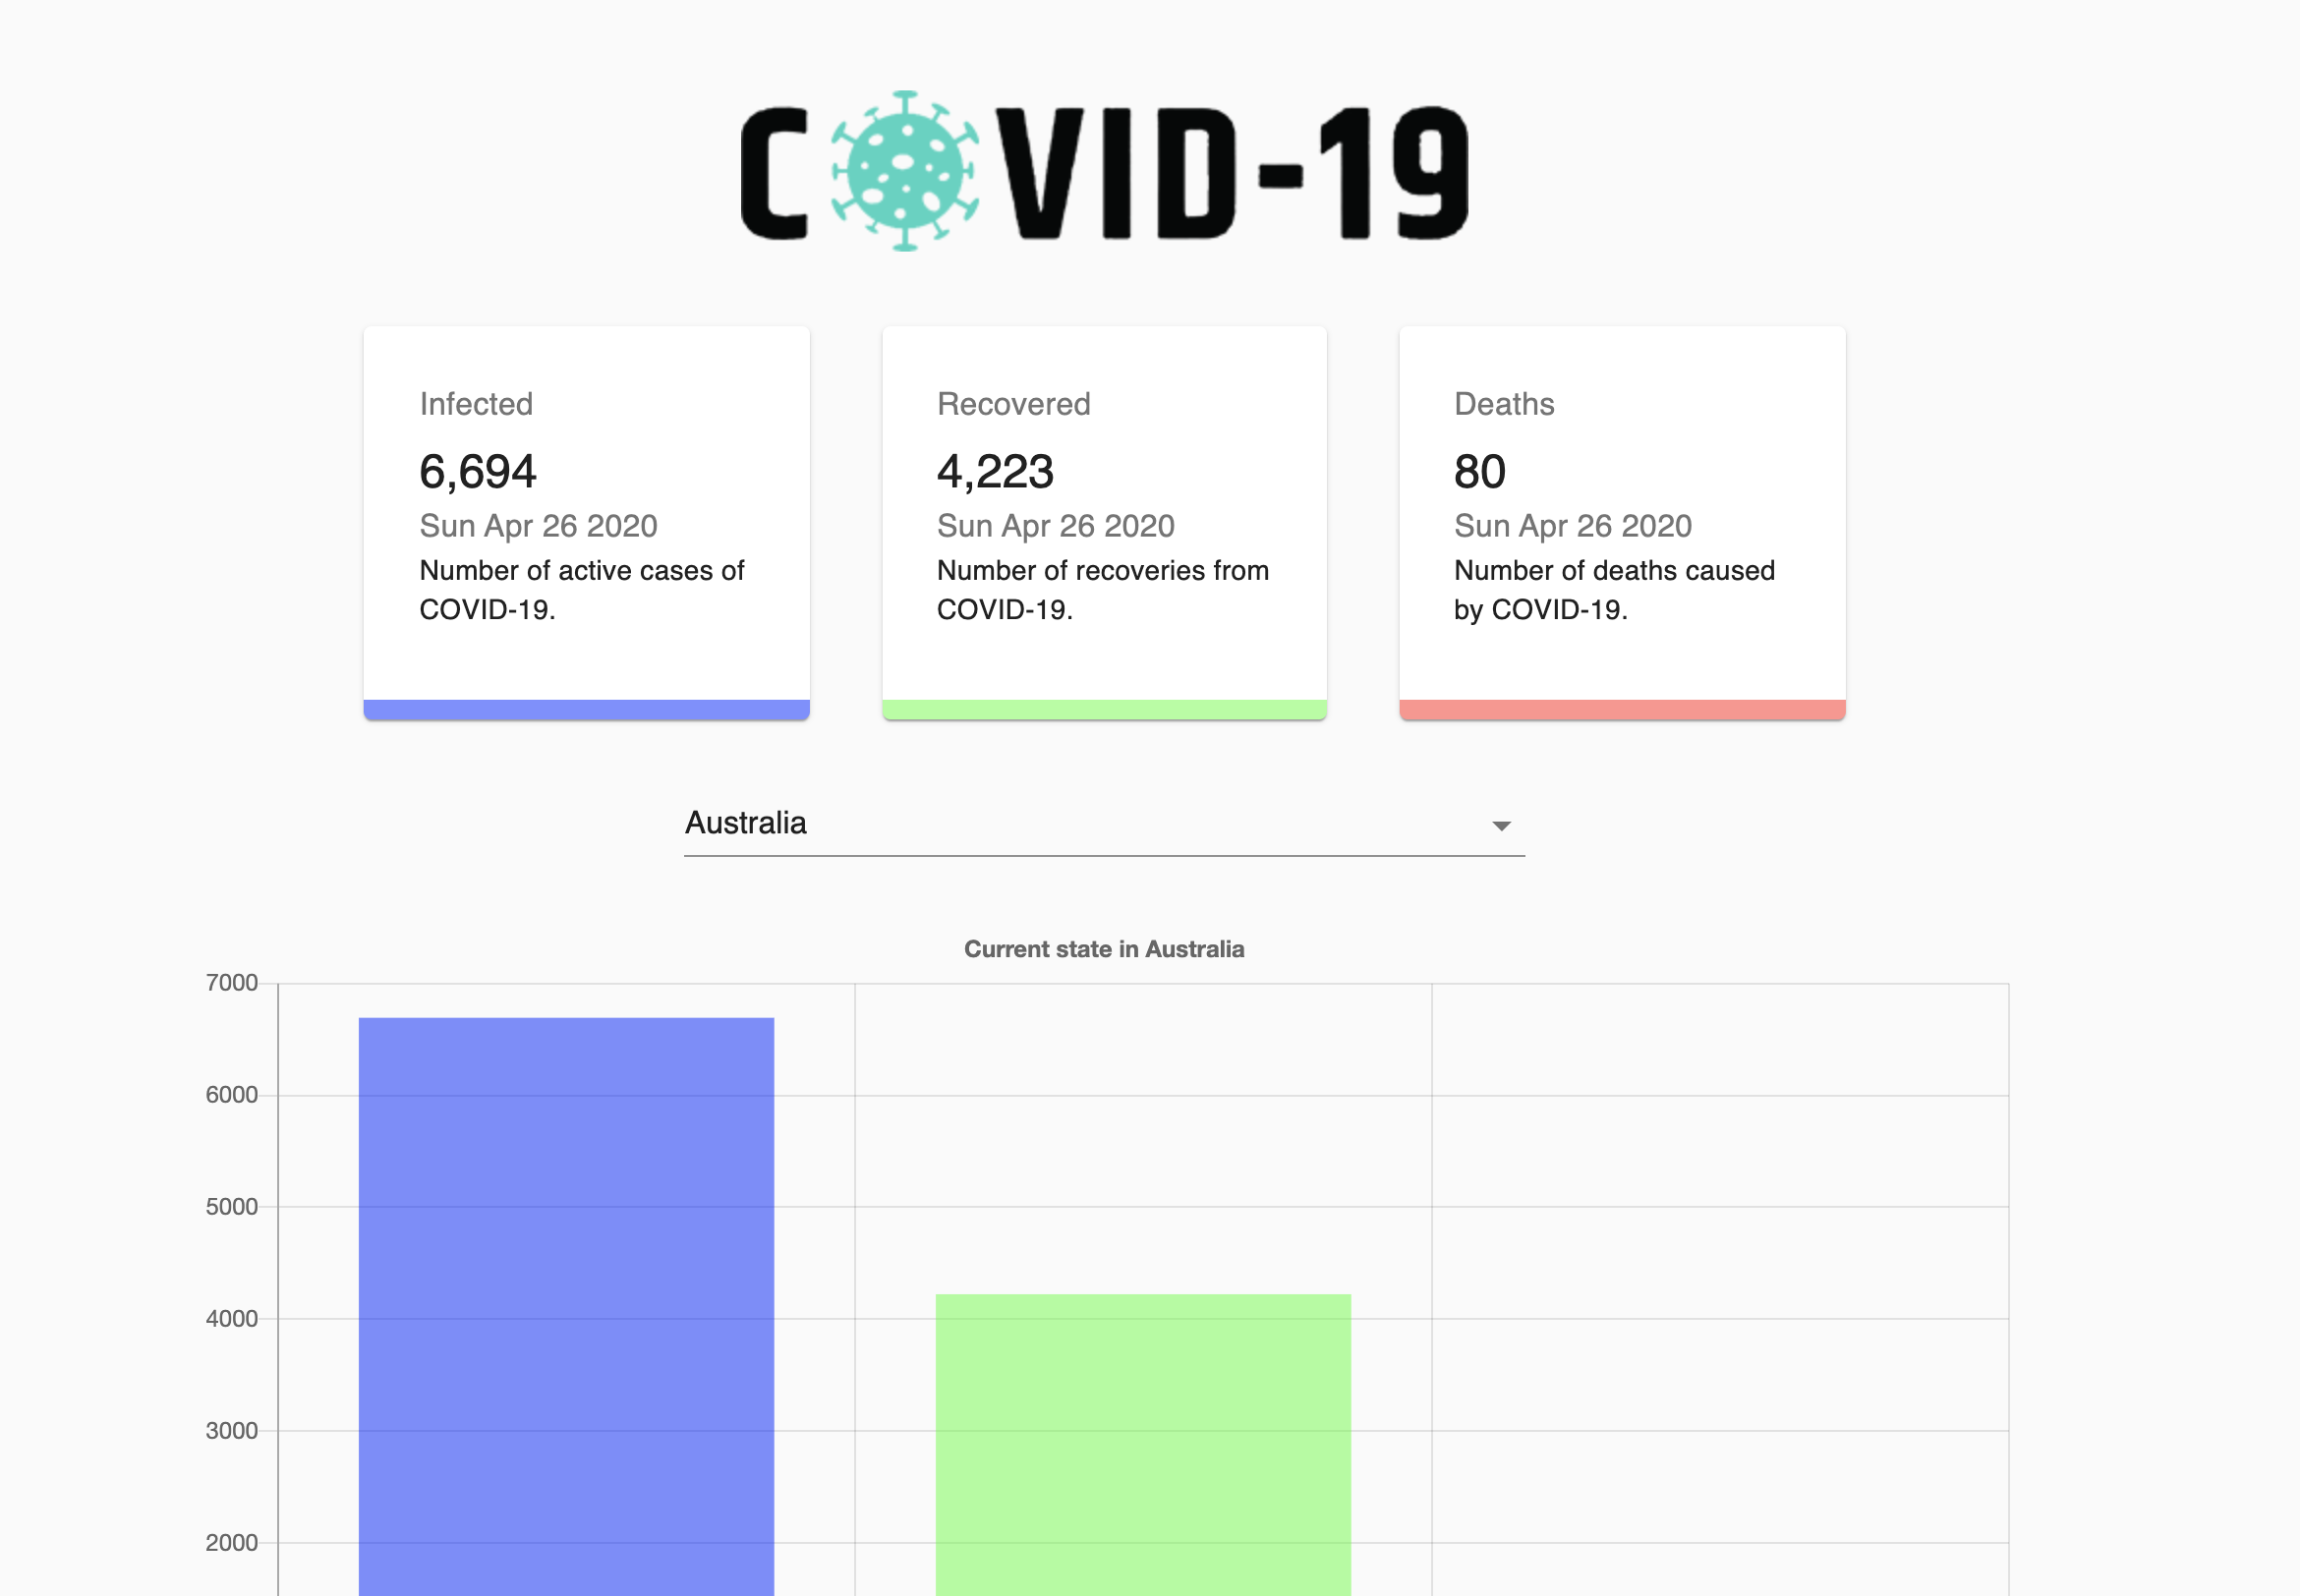 COVID-19
Infected
6,694
Sun Apr 26 2020
Number of active cases of
COVID-19.
Recovered
4,223
Sun Apr 26 2020
Number of recoveries from
COVID-19.
Deaths
80
Sun Apr 26 2020
Number of deaths caused
by COVID-19.
Australia
Current state in Australia
7000
6000
5000
4000
3000
2000